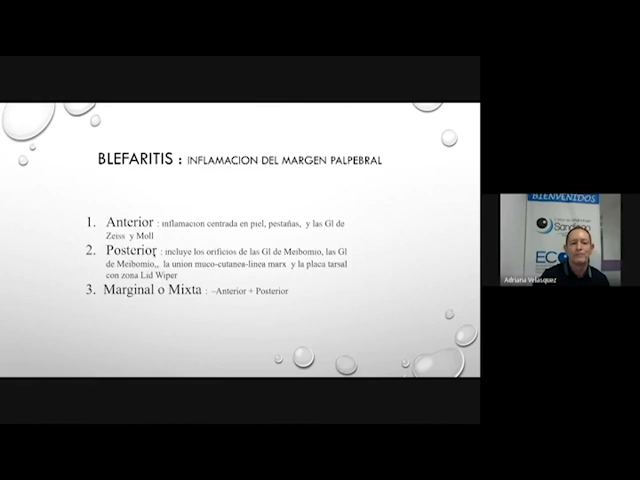 BLEFARITIS : INFLAMACION DEL MARGEN PALPEBRAL
1. Anterior : inflamacion centrada en piel, pestañas, y las Gl de
Zeiss y Moll
2. Posterior : incluye los orificios de las Gl de Meibomio, las Gl
de Meibomio,, la union muco-cutanea-linea marx y la placa tarsal
con zona Lid Wiper
3. Marginal o Mixta : –Anterior + Posterior
BIENVENIDOS
Adriana Velasquez